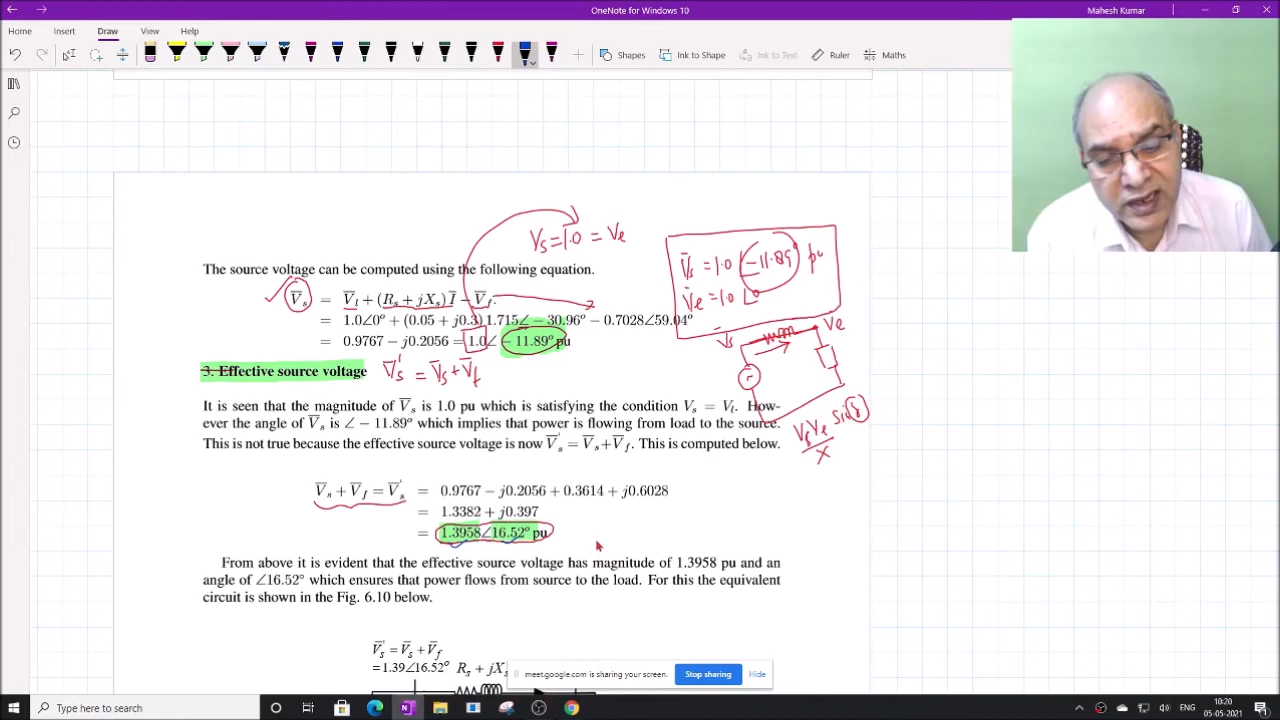 OneNote for Windows 10
Mahesh Kumar
Home Insert Draw View Help
Shapes Ink to Shape Ink to Text Ruler Maths
Vs = 1.0 = Ve
V̄s = 1.0 ∠-11.89° pu
V̄e = 1.0 ∠0°
The source voltage can be computed using the following equation.
V̄s = V̄l + (Rs + jXs) Ī − V̄f.
= 1.0∠0° + (0.05 + j0.3) 1.715∠ − 30.96° − 0.7028∠59.04°
= 0.9767 − j0.2056 = 1.0∠ − 11.89° pu
V̄s
Ve
3. Effective source voltage
V̄s' = V̄s + V̄f
It is seen that the magnitude of V̄s is 1.0 pu which is satisfying the condition Vs = Vl. How-
ever the angle of V̄s is ∠ − 11.89° which implies that power is flowing from load to the source.
This is not true because the effective source voltage is now V̄s' = V̄s+V̄f. This is computed below.
VsVe sin δ
X
V̄s + V̄f = V̄s' = 0.9767 − j0.2056 + 0.3614 + j0.6028
= 1.3382 + j0.397
= 1.3958∠16.52° pu
From above it is evident that the effective source voltage has magnitude of 1.3958 pu and an
angle of ∠16.52° which ensures that power flows from source to the load. For this the equivalent
circuit is shown in the Fig. 6.10 below.
V̄s' = V̄s + V̄f
=1.39∠16.52° Rs + jXs
meet.google.com is sharing your screen. Stop sharing Hide
Type here to search
10:20
05-05-2021